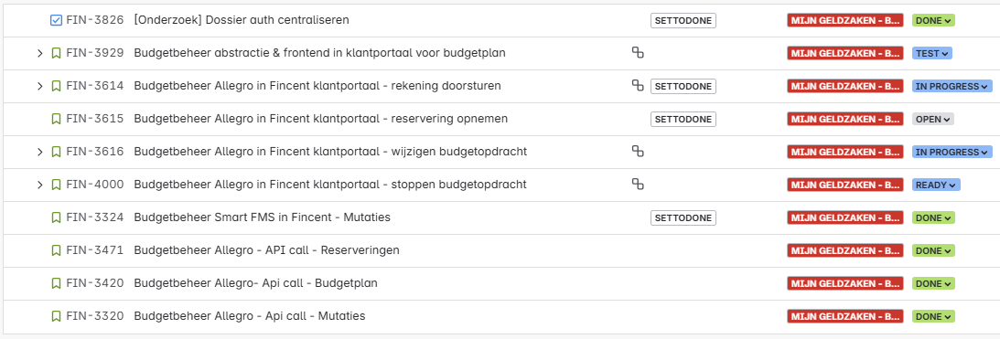 FIN-3826 [Onderzoek] Dossier auth centraliseren SETTODONE MIJN GELDZAKEN - B... DONE
FIN-3929 Budgetbeheer abstractie & frontend in klantportaal voor budgetplan MIJN GELDZAKEN - B... TEST
FIN-3614 Budgetbeheer Allegro in Fincent klantportaal - rekening doorsturen SETTODONE MIJN GELDZAKEN - B... IN PROGRESS
FIN-3615 Budgetbeheer Allegro in Fincent klantportaal - reservering opnemen SETTODONE MIJN GELDZAKEN - B... OPEN
FIN-3616 Budgetbeheer Allegro in Fincent klantportaal - wijzigen budgetopdracht MIJN GELDZAKEN - B... IN PROGRESS
FIN-4000 Budgetbeheer Allegro in Fincent klantportaal - stoppen budgetopdracht MIJN GELDZAKEN - B... READY
FIN-3324 Budgetbeheer Smart FMS in Fincent - Mutaties SETTODONE MIJN GELDZAKEN - B... DONE
FIN-3471 Budgetbeheer Allegro - API call - Reserveringen MIJN GELDZAKEN - B... DONE
FIN-3420 Budgetbeheer Allegro- Api call - Budgetplan MIJN GELDZAKEN - B... DONE
FIN-3320 Budgetbeheer Allegro - Api call - Mutaties MIJN GELDZAKEN - B... DONE